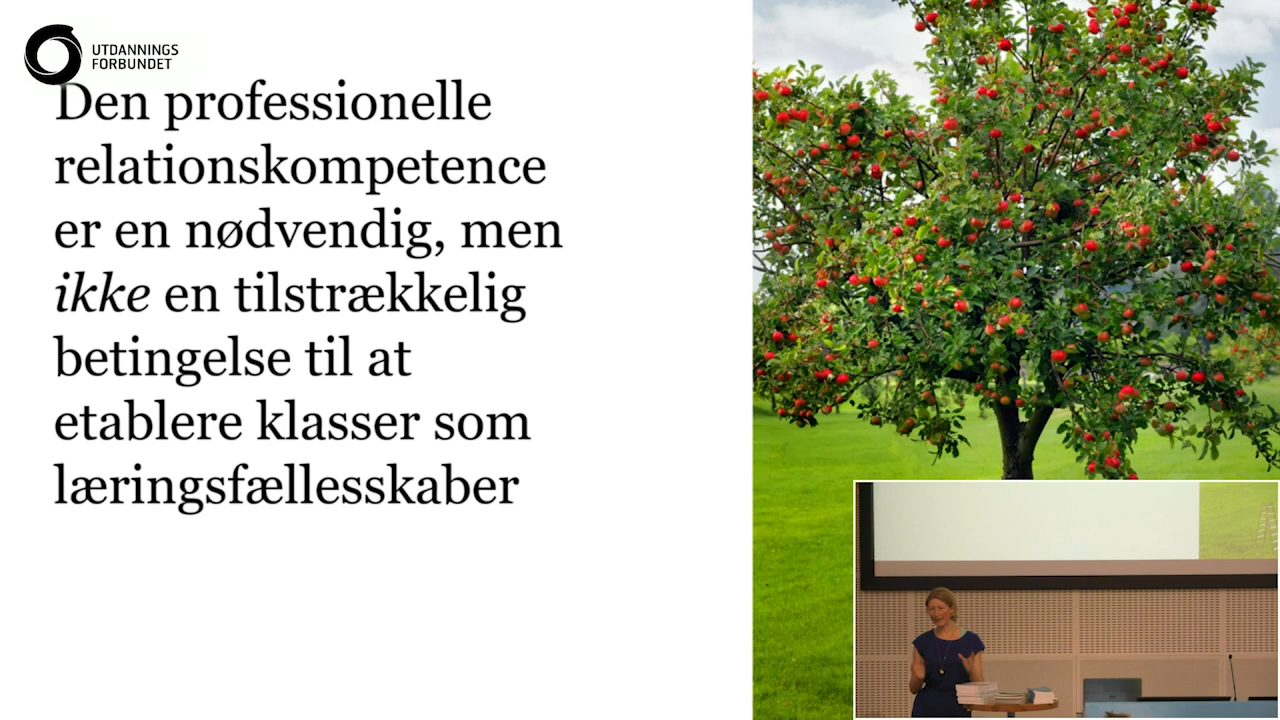 UTDANNINGS
FORBUNDET
Den professionelle
relationskompetence
er en nødvendig, men
ikke en tilstrækkelig
betingelse til at
etablere klasser som
læringsfællesskaber